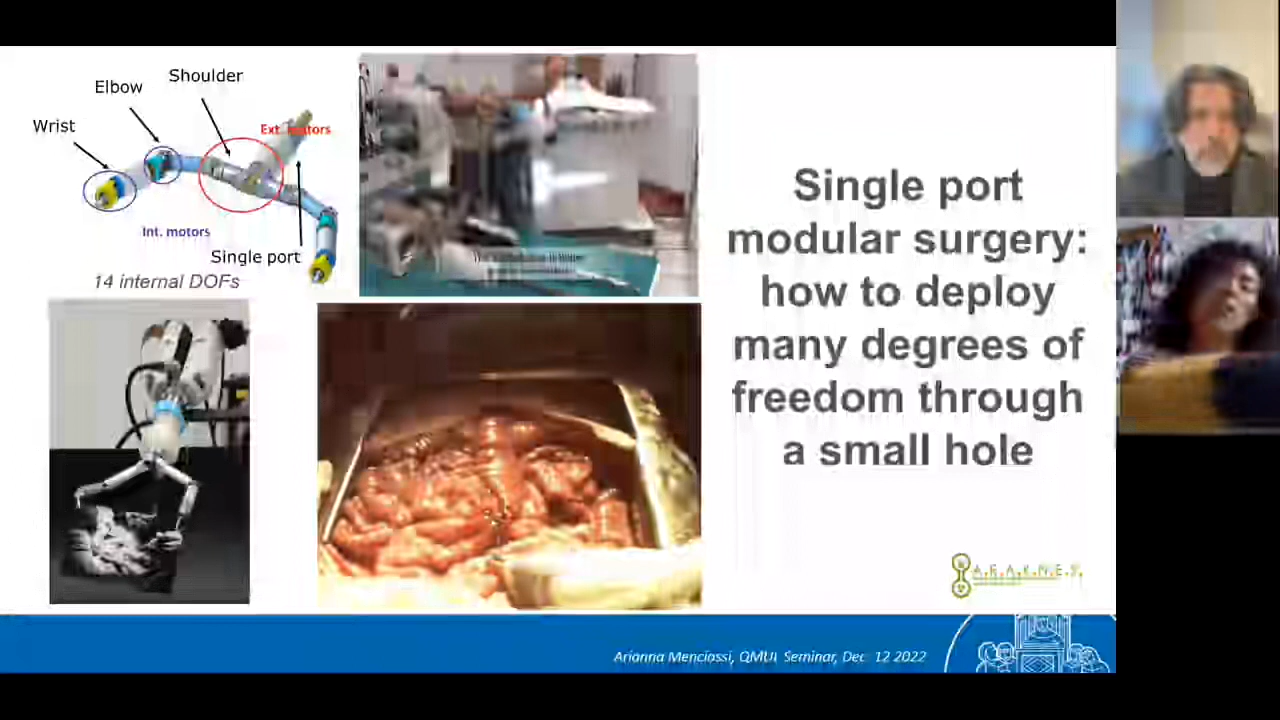 Shoulder
Elbow
Wrist
Ext. motors
Int. motors
Single port
14 internal DOFs
Single port
modular surgery:
how to deploy
many degrees of
freedom through
a small hole
A.R.A.K.N.E.S.
Arianna Menciassi, QMUL Seminar, Dec 12 2022